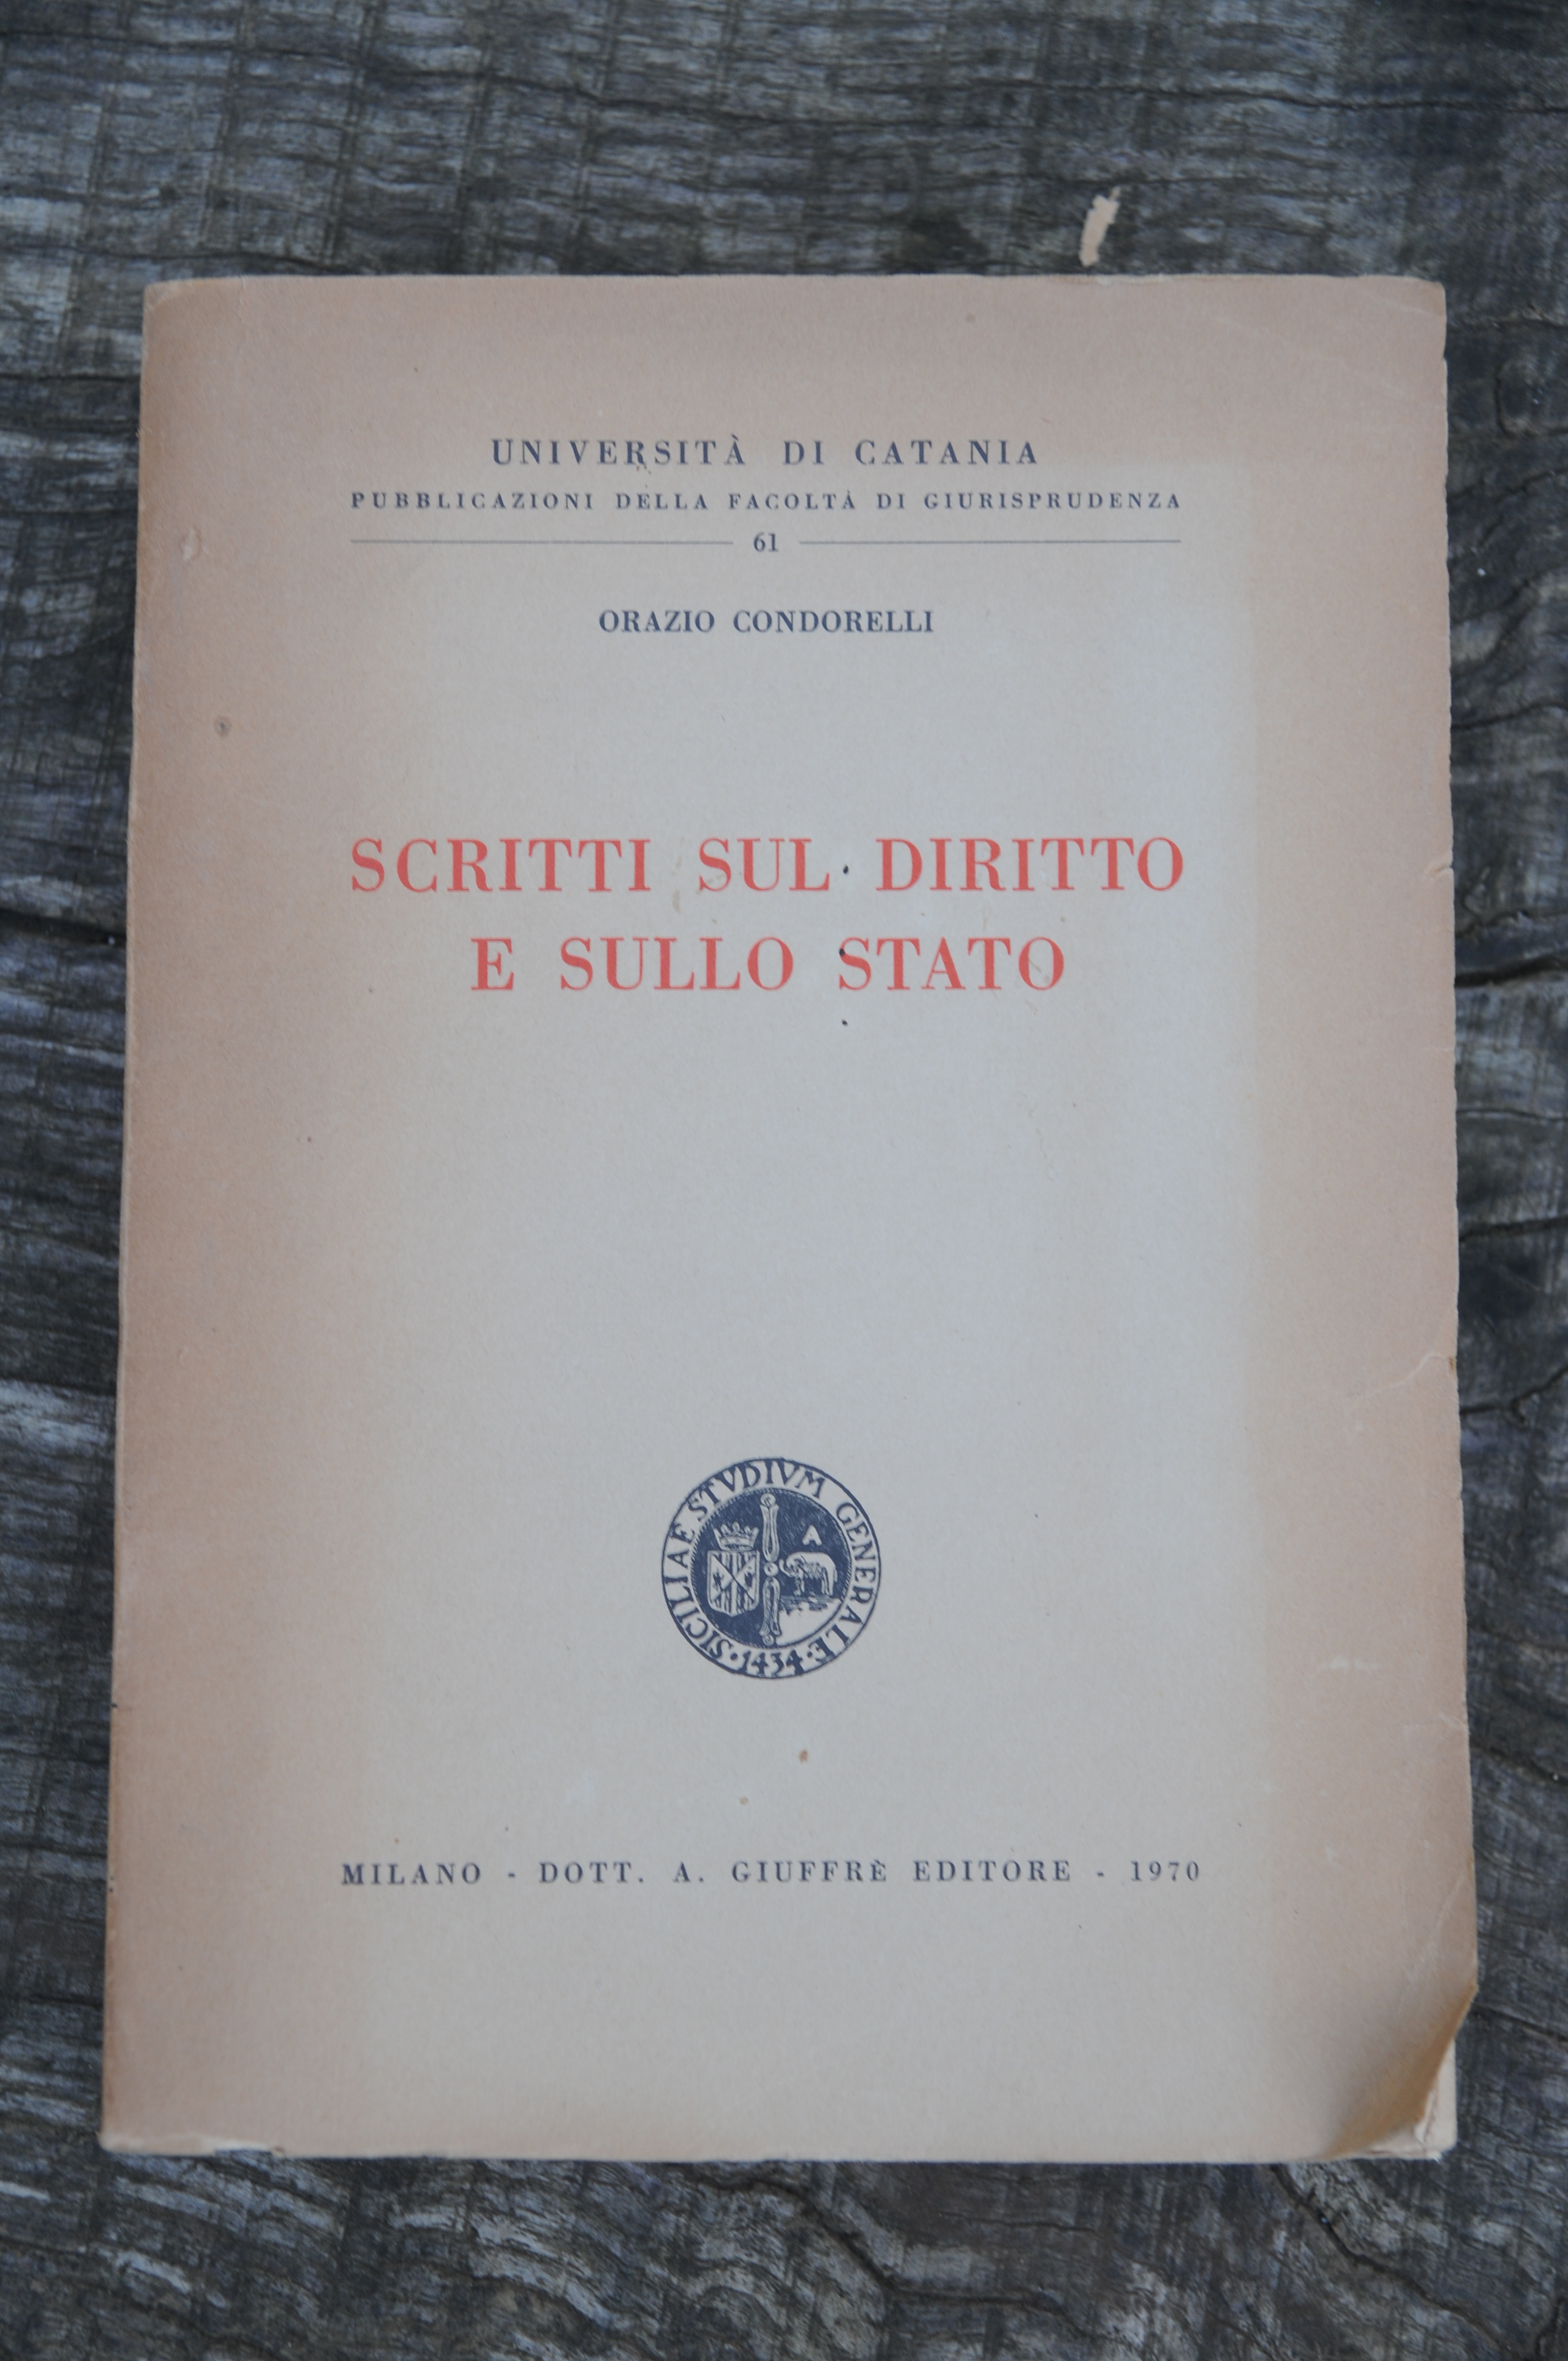 UNIVERSITÀ DI CATANIA
PUBBLICAZIONI DELLA FACOLTÀ DI GIURISPRUDENZA
61
ORAZIO CONDORELLI
SCRITTI SUL DIRITTO
E SULLO STATO
SICILIAE STVDIVM GENERALE
A
1434
MILANO - DOTT. A. GIUFFRÈ EDITORE - 1970